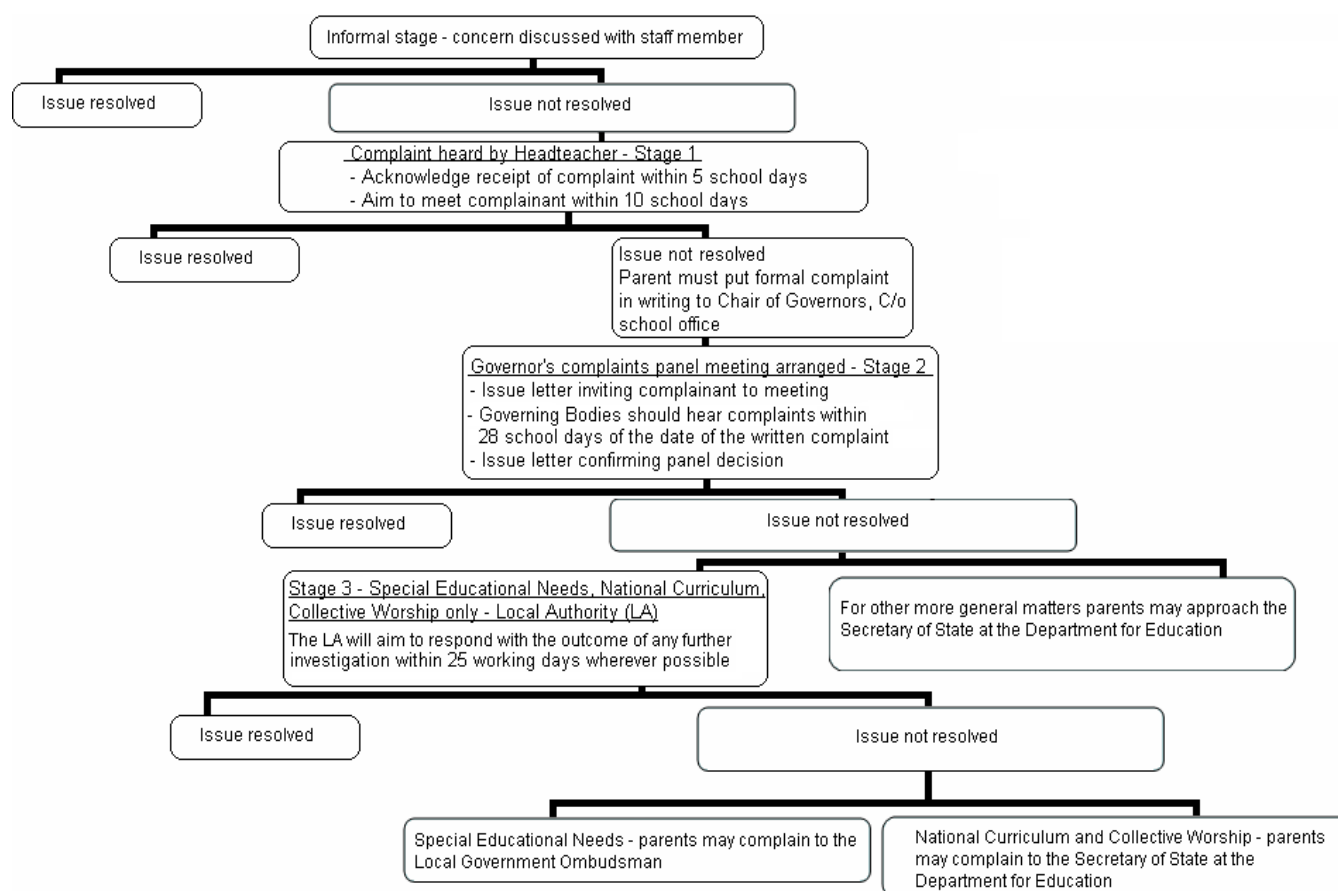 Informal stage - concern discussed with staff member
Issue resolved
Issue not resolved
Complaint heard by Headteacher - Stage 1
- Acknowledge receipt of complaint within 5 school days
- Aim to meet complainant within 10 school days
Issue resolved
Issue not resolved
Parent must put formal complaint
in writing to Chair of Governors, C/o
school office
Governor's complaints panel meeting arranged - Stage 2
- Issue letter inviting complainant to meeting
- Governing Bodies should hear complaints within
28 school days of the date of the written complaint
- Issue letter confirming panel decision
Issue resolved
Issue not resolved
Stage 3 - Special Educational Needs, National Curriculum,
Collective Worship only - Local Authority (LA)
The LA will aim to respond with the outcome of any further
investigation within 25 working days wherever possible
For other more general matters parents may approach the
Secretary of State at the Department for Education
Issue resolved
Issue not resolved
Special Educational Needs - parents may complain to the
Local Government Ombudsman
National Curriculum and Collective Worship - parents
may complain to the Secretary of State at the
Department for Education